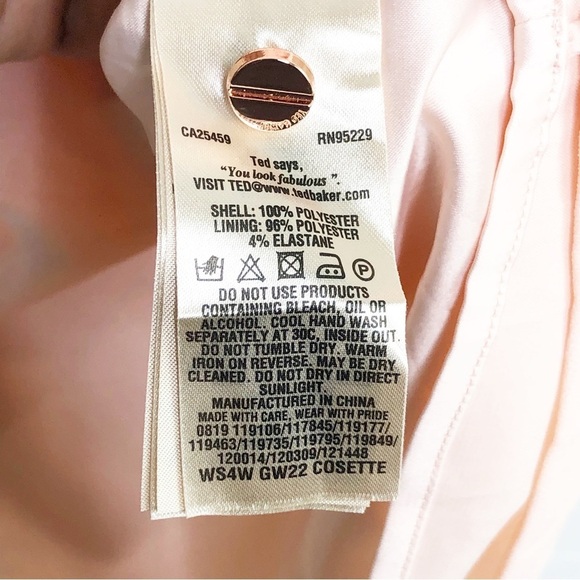 CA25459 RN95229
Ted says,
"You look fabulous".
VISIT TED@www.tedbaker.com
SHELL: 100% POLYESTER
LINING: 96% POLYESTER
4% ELASTANE
P
DO NOT USE PRODUCTS
CONTAINING BLEACH, OIL OR
ALCOHOL. COOL HAND WASH
SEPARATELY AT 30C, INSIDE OUT.
DO NOT TUMBLE DRY. WARM
IRON ON REVERSE. MAY BE DRY
CLEANED. DO NOT DRY IN DIRECT
SUNLIGHT.
MANUFACTURED IN CHINA
MADE WITH CARE, WEAR WITH PRIDE
0819 119106/117845/119177/
119463/119735/119795/119849/
120014/120309/121448
WS4W GW22 COSETTE